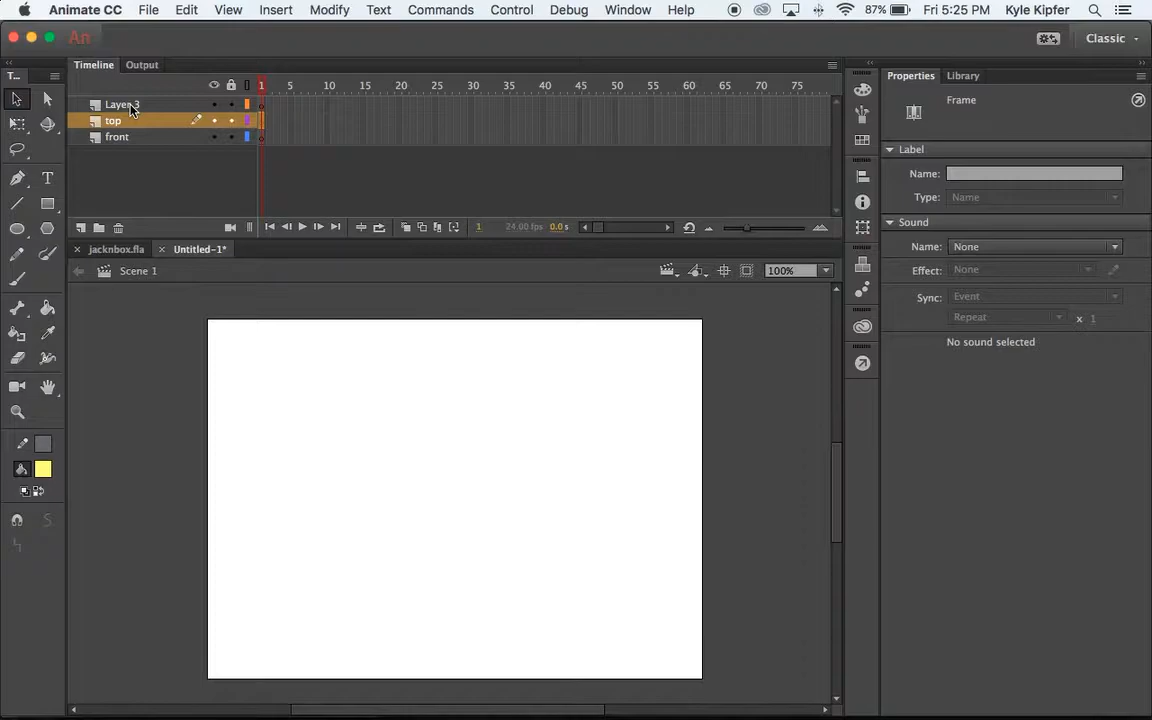 Animate CC File Edit View Insert Modify Text Commands Control Debug Window Help 87% Fri 5:25 PM Kyle Kipfer
An Classic
Timeline Output
T...
Properties Library
1 5 10 15 20 25 30 35 40 45 50 55 60 65 70 75
Frame
Layer 3
top
front
Label
Name:
Type: Name
Sound
1 24.00 fps 0.0 s
Name: None
jacknbox.fla Untitled-1*
Scene 1 100%
Effect: None
Sync: Event
Repeat x 1
No sound selected